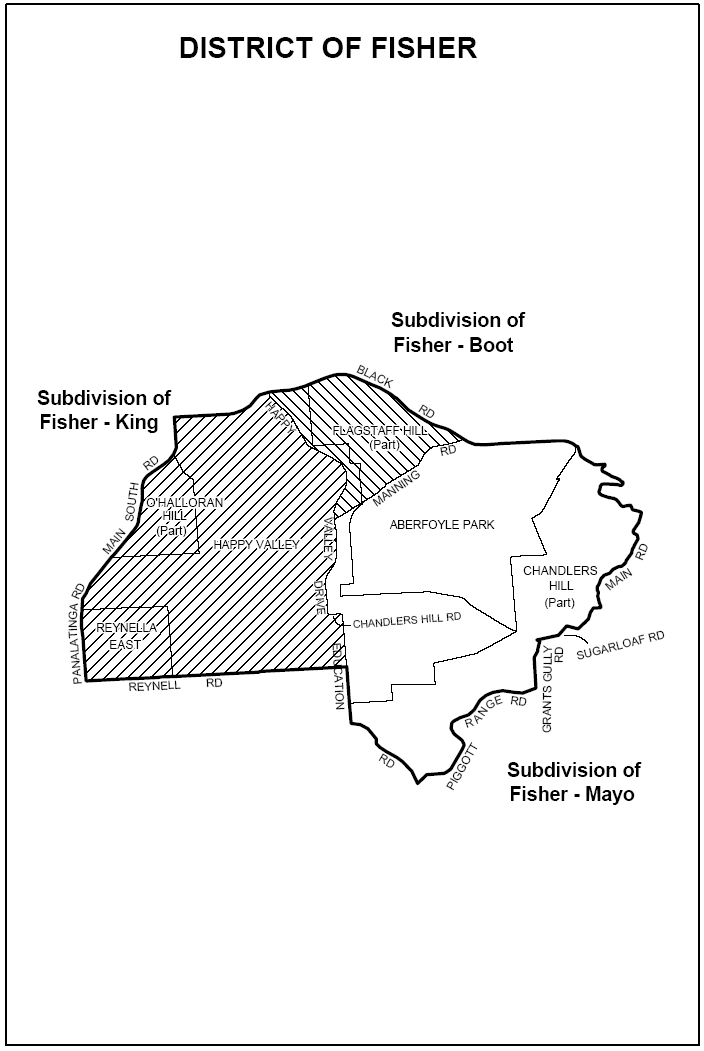 DISTRICT OF FISHER
Subdivision of
Fisher - Boot
Subdivision of
Fisher - King
BLACK
RD
HAPPY
FLAGSTAFF HILL
(Part)
RD
MANNING
RD
SOUTH
MAIN
O'HALLORAN
HILL
(Part)
HAPPY VALLEY
VALLEY
DRIVE
ABERFOYLE PARK
CHANDLERS
HILL
(Part)
MAIN RD
PANALATINGA RD
REYNELLA
EAST
CHANDLERS HILL RD
SUGARLOAF RD
GRANTS GULLY
RD
EDUCATION
REYNELL RD
RD
PIGGOTT
RANGE RD
Subdivision of
Fisher - Mayo